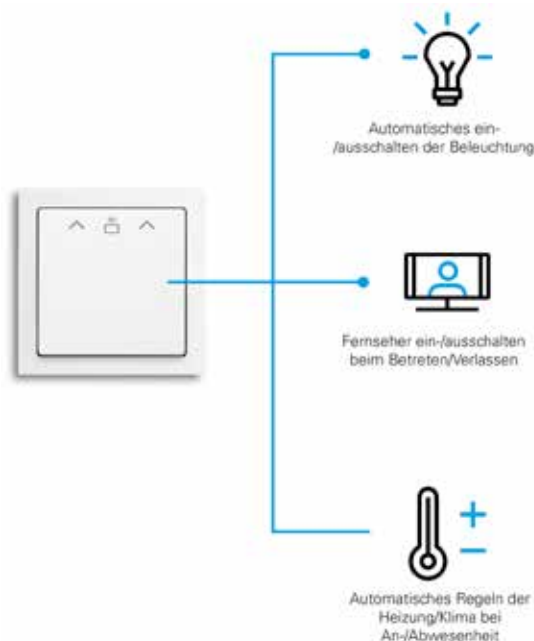 Automatisches ein-
/ausschalten der Beleuchtung
Fernseher ein-/ausschalten
beim Betreten/Verlassen
Automatisches Regeln der
Heizung/Klima bei
An-/Abwesenheit